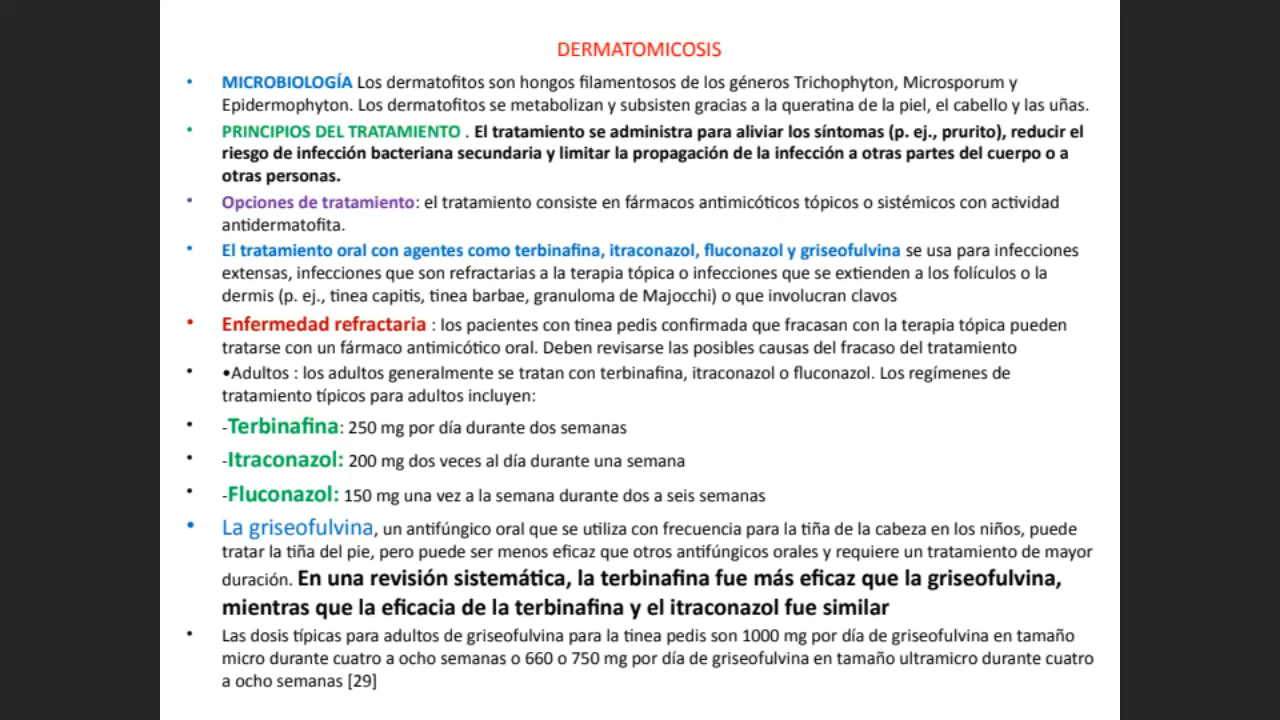 DERMATOMICOSIS
• MICROBIOLOGÍA Los dermatofitos son hongos filamentosos de los géneros Trichophyton, Microsporum y
Epidermophyton. Los dermatofitos se metabolizan y subsisten gracias a la queratina de la piel, el cabello y las uñas.
• PRINCIPIOS DEL TRATAMIENTO . El tratamiento se administra para aliviar los síntomas (p. ej., prurito), reducir el
riesgo de infección bacteriana secundaria y limitar la propagación de la infección a otras partes del cuerpo o a
otras personas.
• Opciones de tratamiento: el tratamiento consiste en fármacos antimicóticos tópicos o sistémicos con actividad
antidermatofita.
• El tratamiento oral con agentes como terbinafina, itraconazol, fluconazol y griseofulvina se usa para infecciones
extensas, infecciones que son refractarias a la terapia tópica o infecciones que se extienden a los folículos o la
dermis (p. ej., tinea capitis, tinea barbae, granuloma de Majocchi) o que involucran clavos
• Enfermedad refractaria : los pacientes con tinea pedis confirmada que fracasan con la terapia tópica pueden
tratarse con un fármaco antimicótico oral. Deben revisarse las posibles causas del fracaso del tratamiento
• •Adultos : los adultos generalmente se tratan con terbinafina, itraconazol o fluconazol. Los regímenes de
tratamiento típicos para adultos incluyen:
• -Terbinafina: 250 mg por día durante dos semanas
• -Itraconazol: 200 mg dos veces al día durante una semana
• -Fluconazol: 150 mg una vez a la semana durante dos a seis semanas
• La griseofulvina, un antifúngico oral que se utiliza con frecuencia para la tiña de la cabeza en los niños, puede
tratar la tiña del pie, pero puede ser menos eficaz que otros antifúngicos orales y requiere un tratamiento de mayor
duración. En una revisión sistemática, la terbinafina fue más eficaz que la griseofulvina,
mientras que la eficacia de la terbinafina y el itraconazol fue similar
• Las dosis típicas para adultos de griseofulvina para la tinea pedis son 1000 mg por día de griseofulvina en tamaño
micro durante cuatro a ocho semanas o 660 o 750 mg por día de griseofulvina en tamaño ultramicro durante cuatro
a ocho semanas [29]